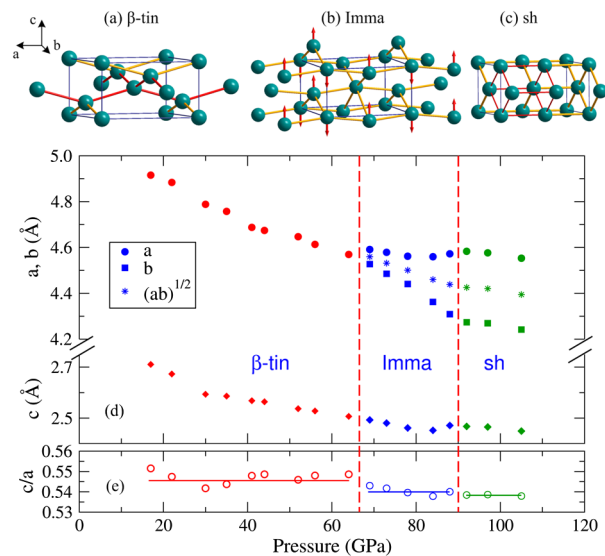 (a) β-tin
(b) Imma
(c) sh
c
a
b
5.0
4.8
4.6
4.4
4.2
a, b (Å)
a
b
(ab)^1/2
2.7
2.5
c (Å)
β-tin
Imma
sh
(d)
0.56
0.55
0.54
0.53
c/a
(e)
0 20 40 60 80 100 120
Pressure (GPa)